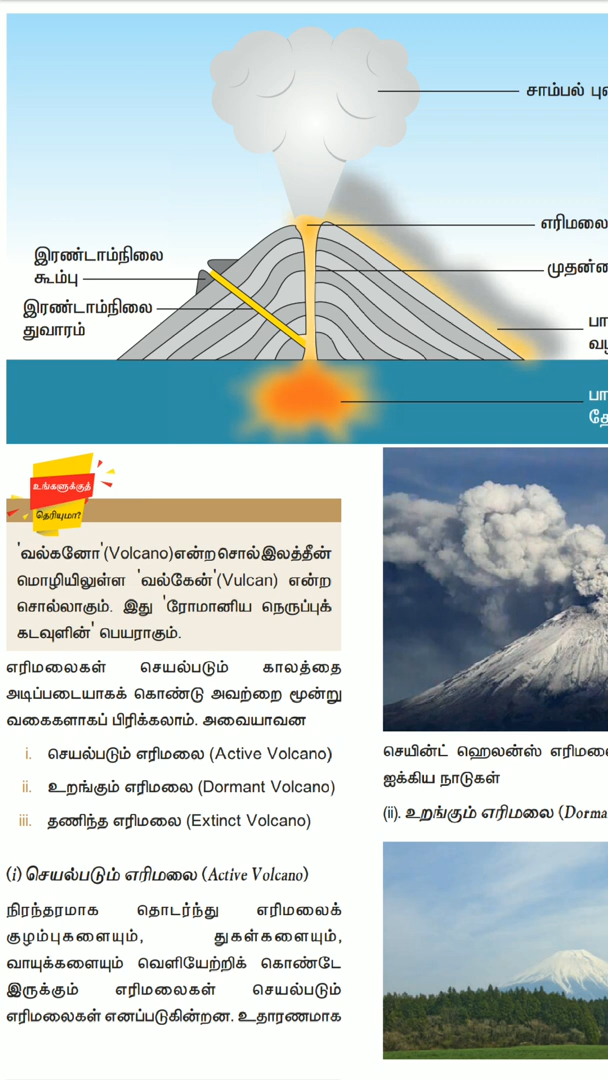 சாம்பல்
இரண்டாம்நிலை
கூம்பு
இரண்டாம்நிலை
துவாரம்
எரிமலை
உங்களுக்குத்
தெரியுமா?
'வல்கனோ'(Volcano)என்றசொல்இலத்தீன்
மொழியிலுள்ள 'வல்கேன்'(Vulcan) என்ற
சொல்லாகும். இது 'ரோமானிய நெருப்புக்
கடவுளின்' பெயராகும்.
எரிமலைகள் செயல்படும் காலத்தை
அடிப்படையாகக் கொண்டு அவற்றை மூன்று
வகைகளாகப் பிரிக்கலாம். அவையாவன
i. செயல்படும் எரிமலை (Active Volcano)
ii. உறங்கும் எரிமலை (Dormant Volcano)
iii. தணிந்த எரிமலை (Extinct Volcano)
(i) செயல்படும் எரிமலை (Active Volcano)
நிரந்தரமாக தொடர்ந்து எரிமலைக்
குழம்புகளையும், துகள்களையும்,
வாயுக்களையும் வெளியேற்றிக் கொண்டே
இருக்கும் எரிமலைகள் செயல்படும்
எரிமலைகள் எனப்படுகின்றன. உதாரணமாக
செயின்ட் ஹெலன்ஸ் எரிமலை
ஐக்கிய நாடுகள்
(ii). உறங்கும் எரிமலை